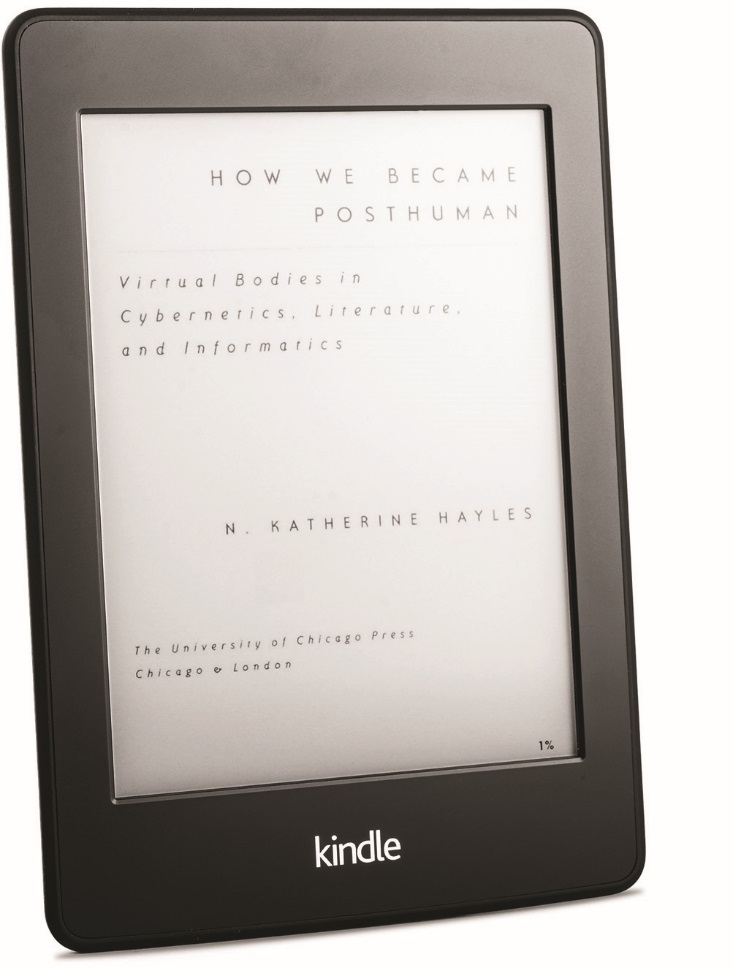 HOW WE BECAME
POSTHUMAN
Virtual Bodies in
Cybernetics, Literature,
and Informatics
N. KATHERINE HAYLES
The University of Chicago Press
Chicago & London
1%
kindle